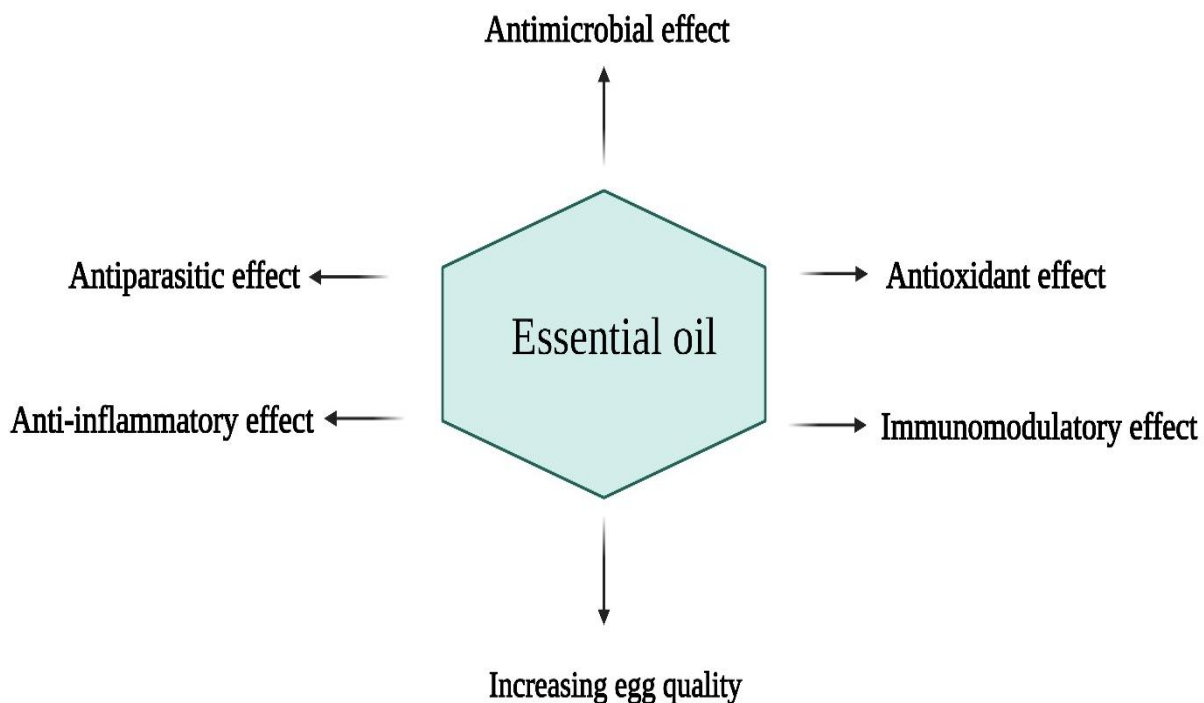 Antimicrobial effect
Antiparasitic effect
Antioxidant effect
Essential oil
Anti-inflammatory effect
Immunomodulatory effect
Increasing egg quality